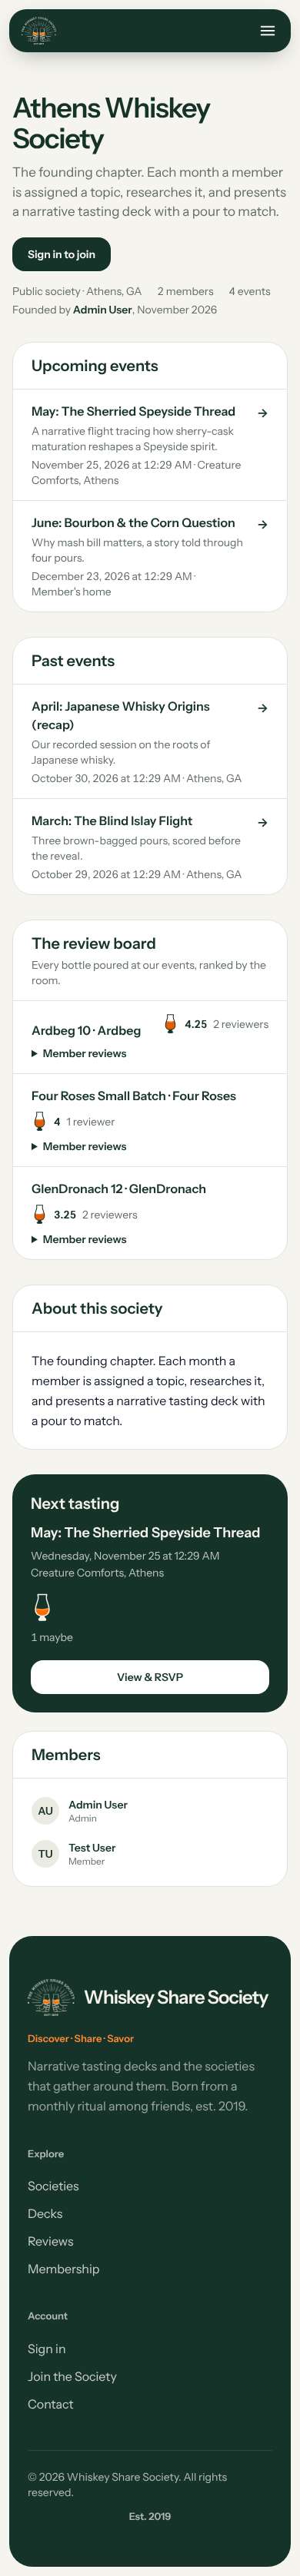 Athens Whiskey
Society
The founding chapter. Each month a member
is assigned a topic, researches it, and presents
a narrative tasting deck with a pour to match.
Sign in to join
Public society · Athens, GA 2 members 4 events
Founded by Admin User, November 2026
Upcoming events
May: The Sherried Speyside Thread →
A narrative flight tracing how sherry-cask
maturation reshapes a Speyside spirit.
November 25, 2026 at 12:29 AM · Creature
Comforts, Athens
June: Bourbon & the Corn Question →
Why mash bill matters, a story told through
four pours.
December 23, 2026 at 12:29 AM ·
Member's home
Past events
April: Japanese Whisky Origins →
(recap)
Our recorded session on the roots of
Japanese whisky.
October 30, 2026 at 12:29 AM · Athens, GA
March: The Blind Islay Flight →
Three brown-bagged pours, scored before
the reveal.
October 29, 2026 at 12:29 AM · Athens, GA
The review board
Every bottle poured at our events, ranked by the
room.
Ardbeg 10 · Ardbeg 4.25 2 reviewers
▶ Member reviews
Four Roses Small Batch · Four Roses
4 1 reviewer
▶ Member reviews
GlenDronach 12 · GlenDronach
3.25 2 reviewers
▶ Member reviews
About this society
The founding chapter. Each month a
member is assigned a topic, researches it,
and presents a narrative tasting deck with
a pour to match.
Next tasting
May: The Sherried Speyside Thread
Wednesday, November 25 at 12:29 AM
Creature Comforts, Athens
1 maybe
View & RSVP
Members
AU Admin User
Admin
TU Test User
Member
Whiskey Share Society
Discover · Share · Savor
Narrative tasting decks and the societies
that gather around them. Born from a
monthly ritual among friends, est. 2019.
Explore
Societies
Decks
Reviews
Membership
Account
Sign in
Join the Society
Contact
© 2026 Whiskey Share Society. All rights
reserved.
Est. 2019